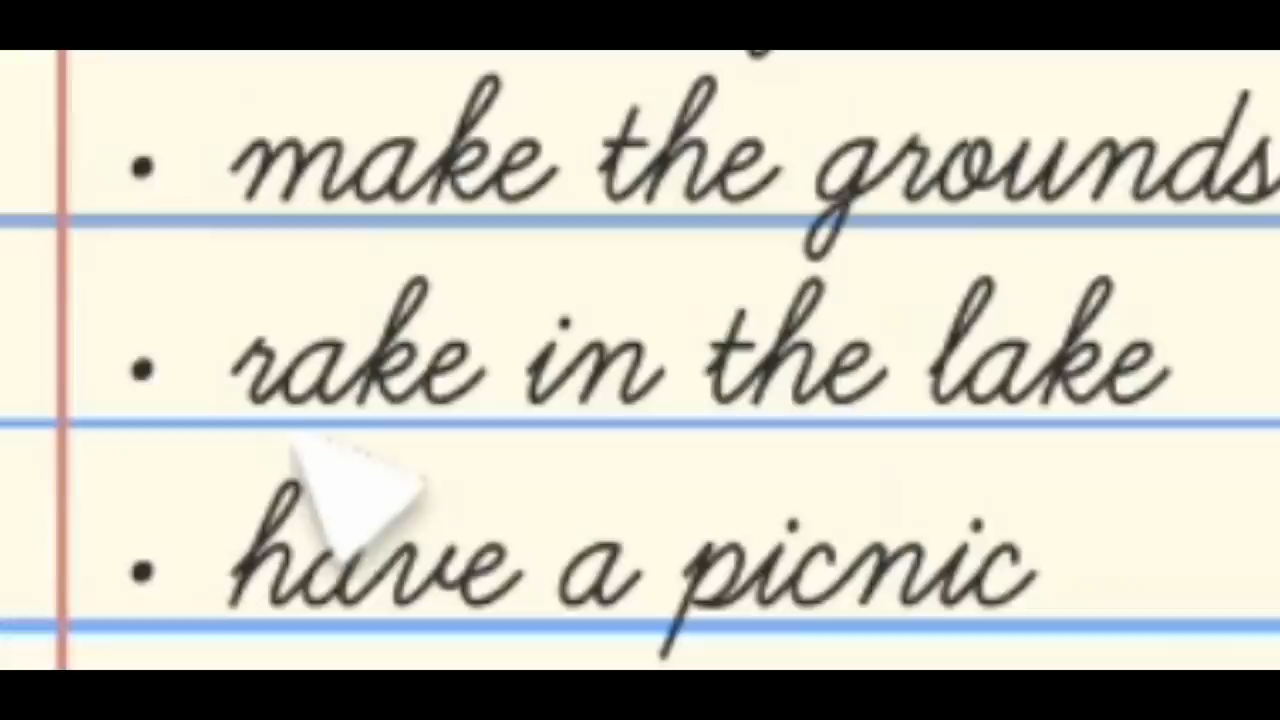 • make the grounds
• rake in the lake
• have a picnic